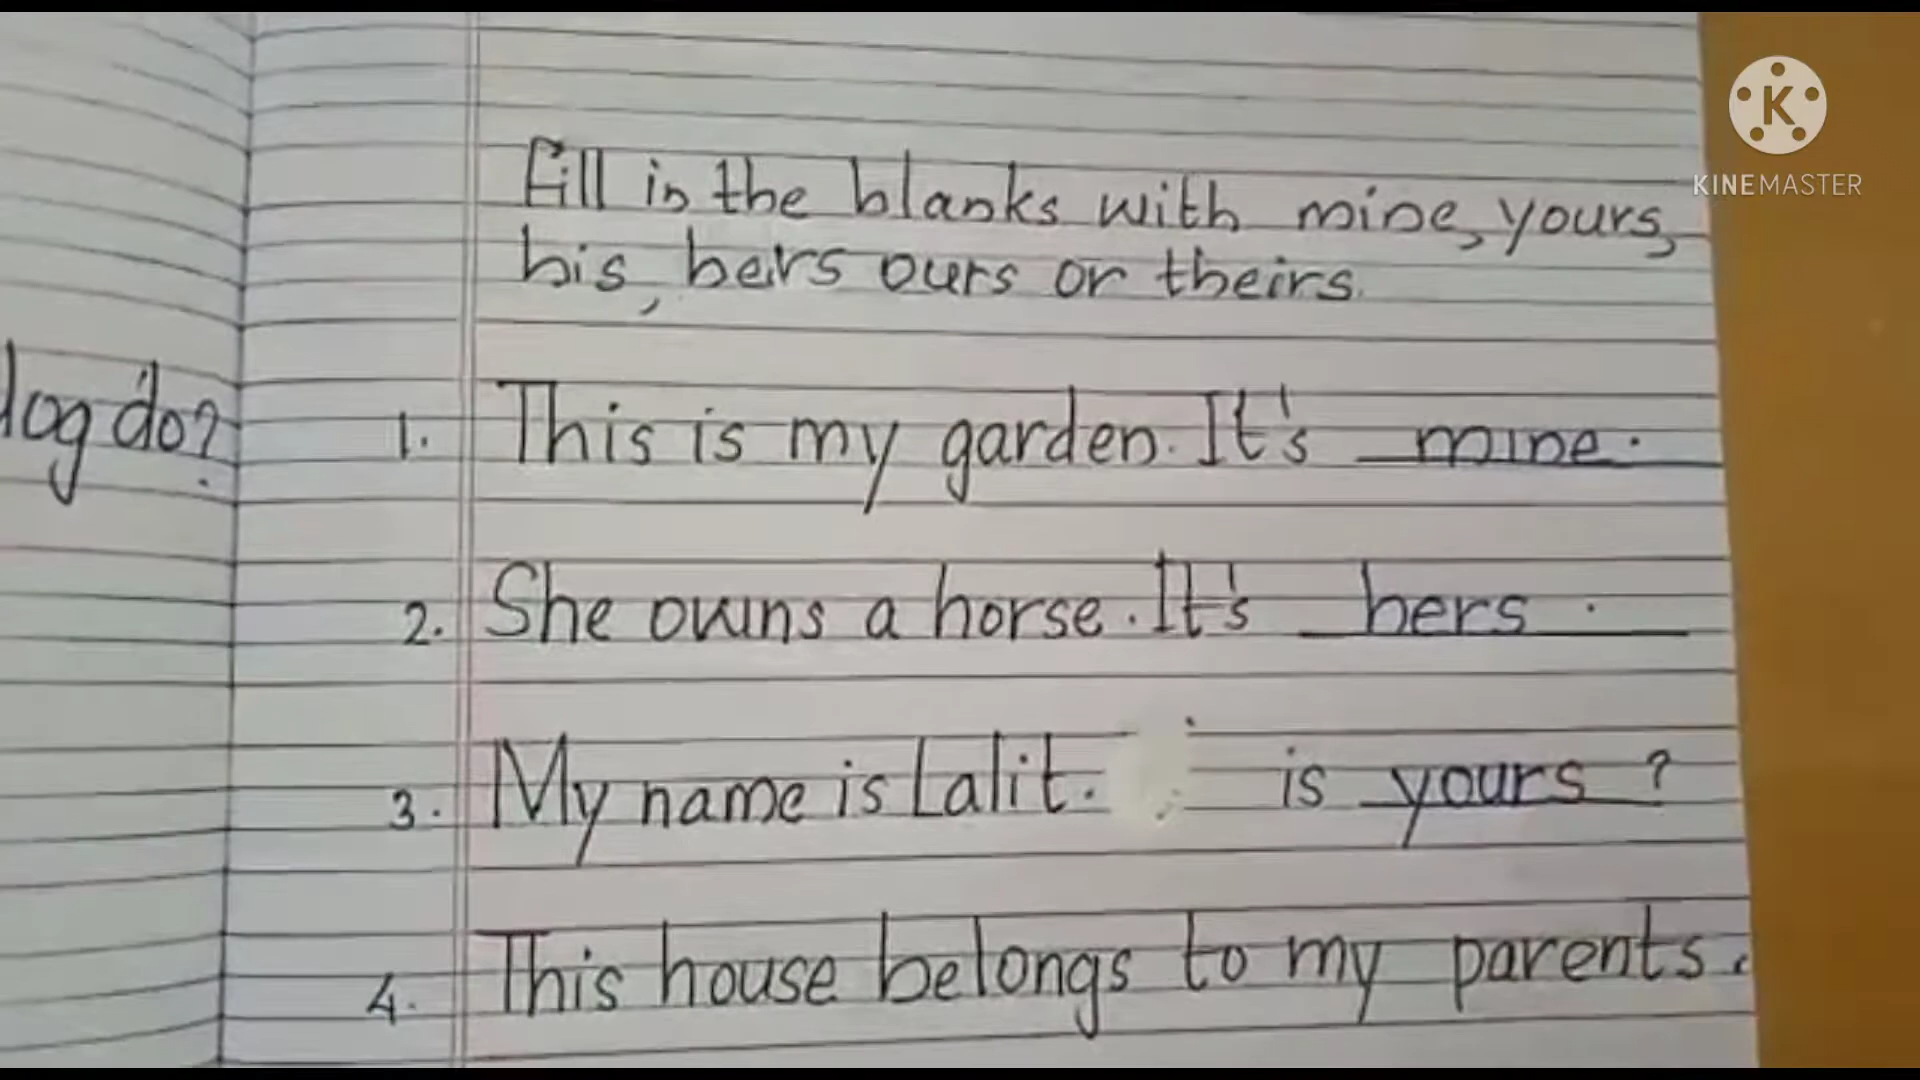 Fill in the blanks with mine, yours,
his, heirs ours or theirs.
log do?
1. This is my garden. It's mine.
2. She owns a horse. It's hers.
3. My name is Lalit. is yours?
4. This house belongs to my parents.
KINEMASTER